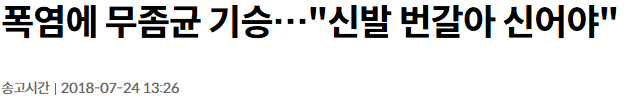 폭염에 무좀균 기승…"신발 번갈아 신어야"
송고시간 | 2018-07-24 13:26